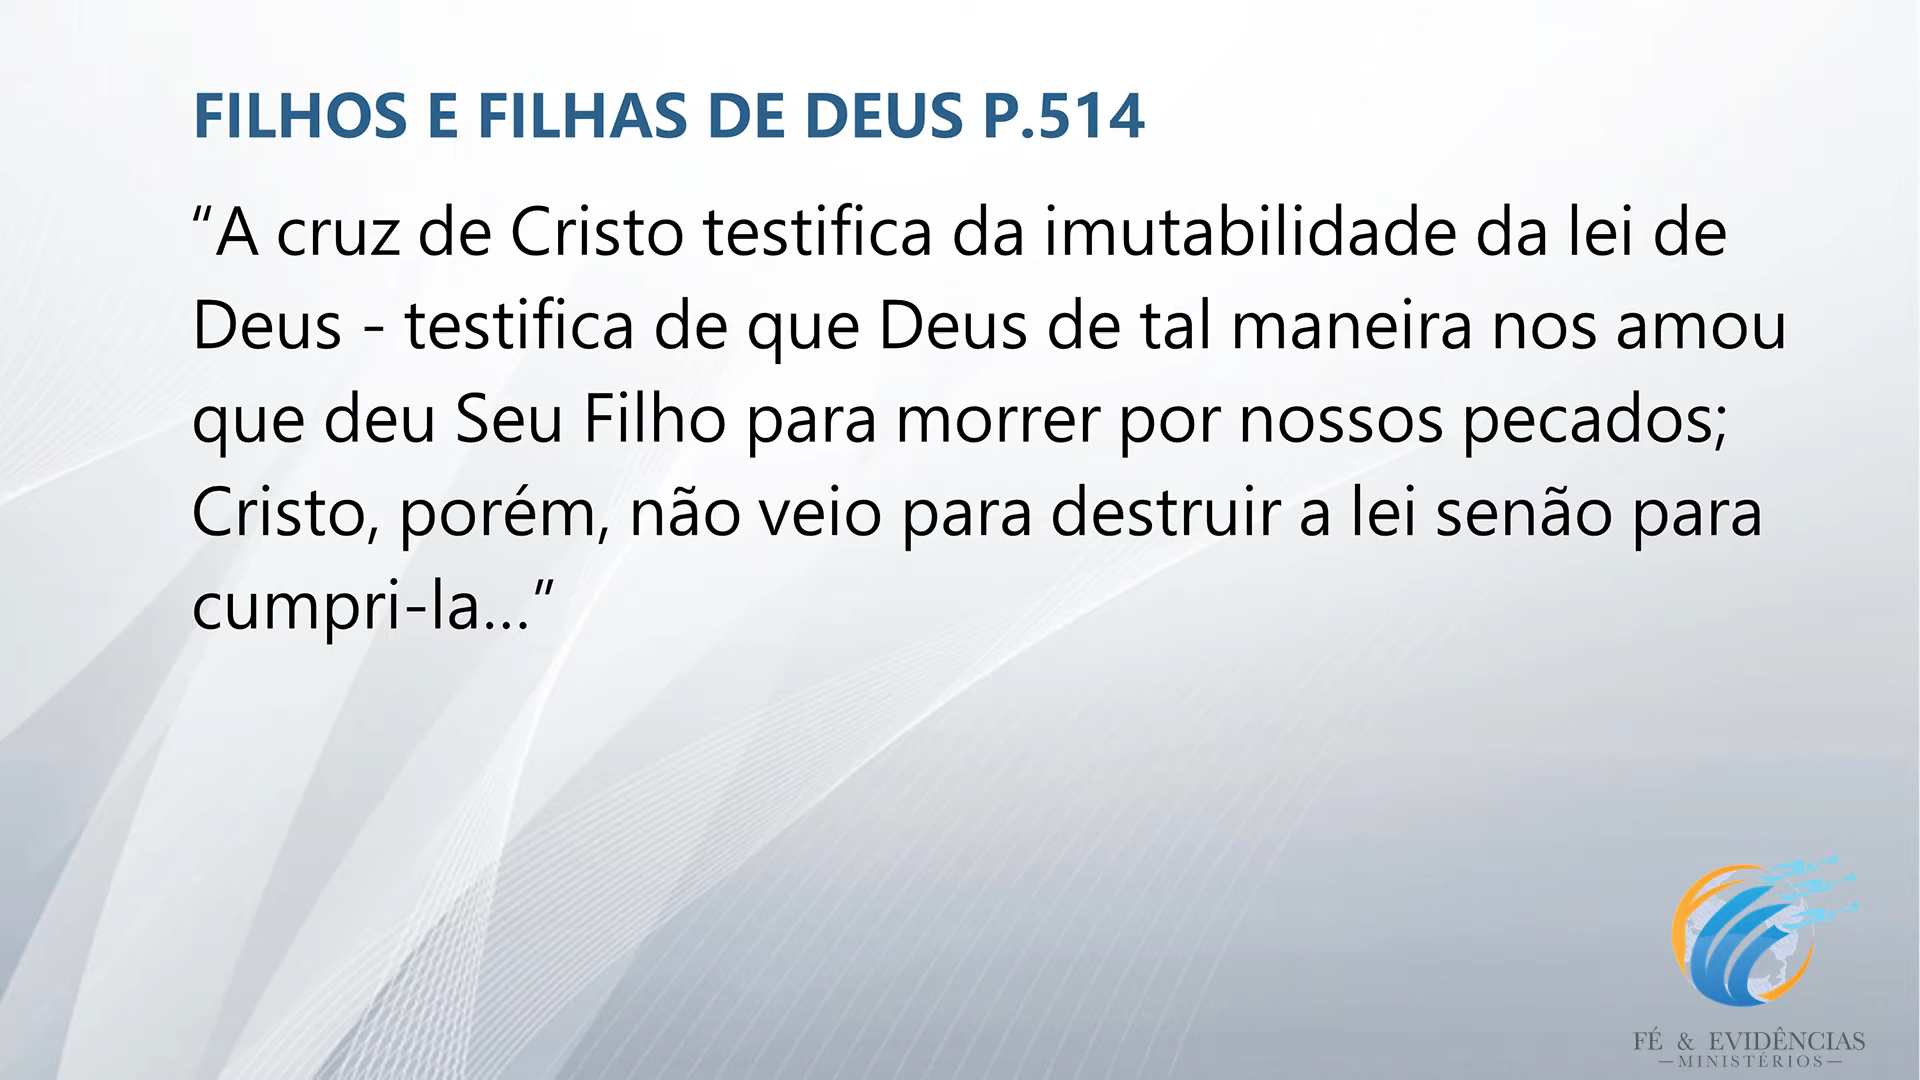 FILHOS E FILHAS DE DEUS P.514
“A cruz de Cristo testifica da imutabilidade da lei de
Deus - testifica de que Deus de tal maneira nos amou
que deu Seu Filho para morrer por nossos pecados;
Cristo, porém, não veio para destruir a lei senão para
cumpri-la...”
FÉ & EVIDÊNCIAS
—MINISTÉRIOS—